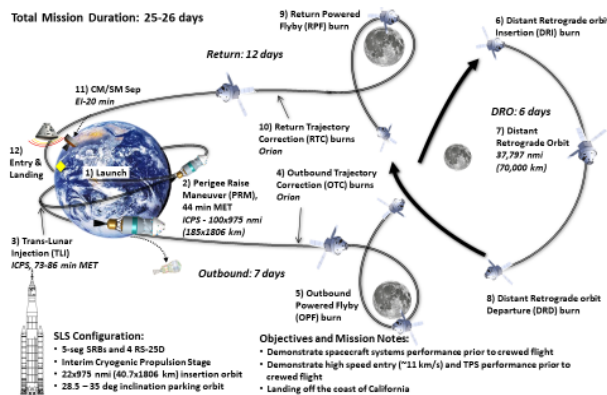 Total Mission Duration: 25-26 days
9) Return Powered
Flyby (RPF) burn
6) Distant Retrograde orbit
Insertion (DRI) burn
Return: 12 days
11) CM/SM Sep
EI-20 min
DRO: 6 days
7) Distant
Retrograde Orbit
37,797 nmi
(70,000 km)
10) Return Trajectory
Correction (RTC) burns
Orion
12)
Entry &
Landing
1) Launch
2) Perigee Raise
Maneuver (PRM),
44 min MET
ICPS - 100x975 nmi
(185x1806 km)
4) Outbound Trajectory
Correction (OTC) burns
Orion
3) Trans-Lunar
Injection (TLI)
ICPS, 73-86 min MET
Outbound: 7 days
5) Outbound
Powered Flyby
(OPF) burn
8) Distant Retrograde orbit
Departure (DRD) burn
SLS Configuration:
• 5-seg SRBs and 4 RS-25D
• Interim Cryogenic Propulsion Stage
• 22x975 nmi (40.7x1806 km) insertion orbit
• 28.5 – 35 deg inclination parking orbit
Objectives and Mission Notes:
• Demonstrate spacecraft systems performance prior to crewed flight
• Demonstrate high speed entry (~11 km/s) and TPS performance prior to
crewed flight
• Landing off the coast of California